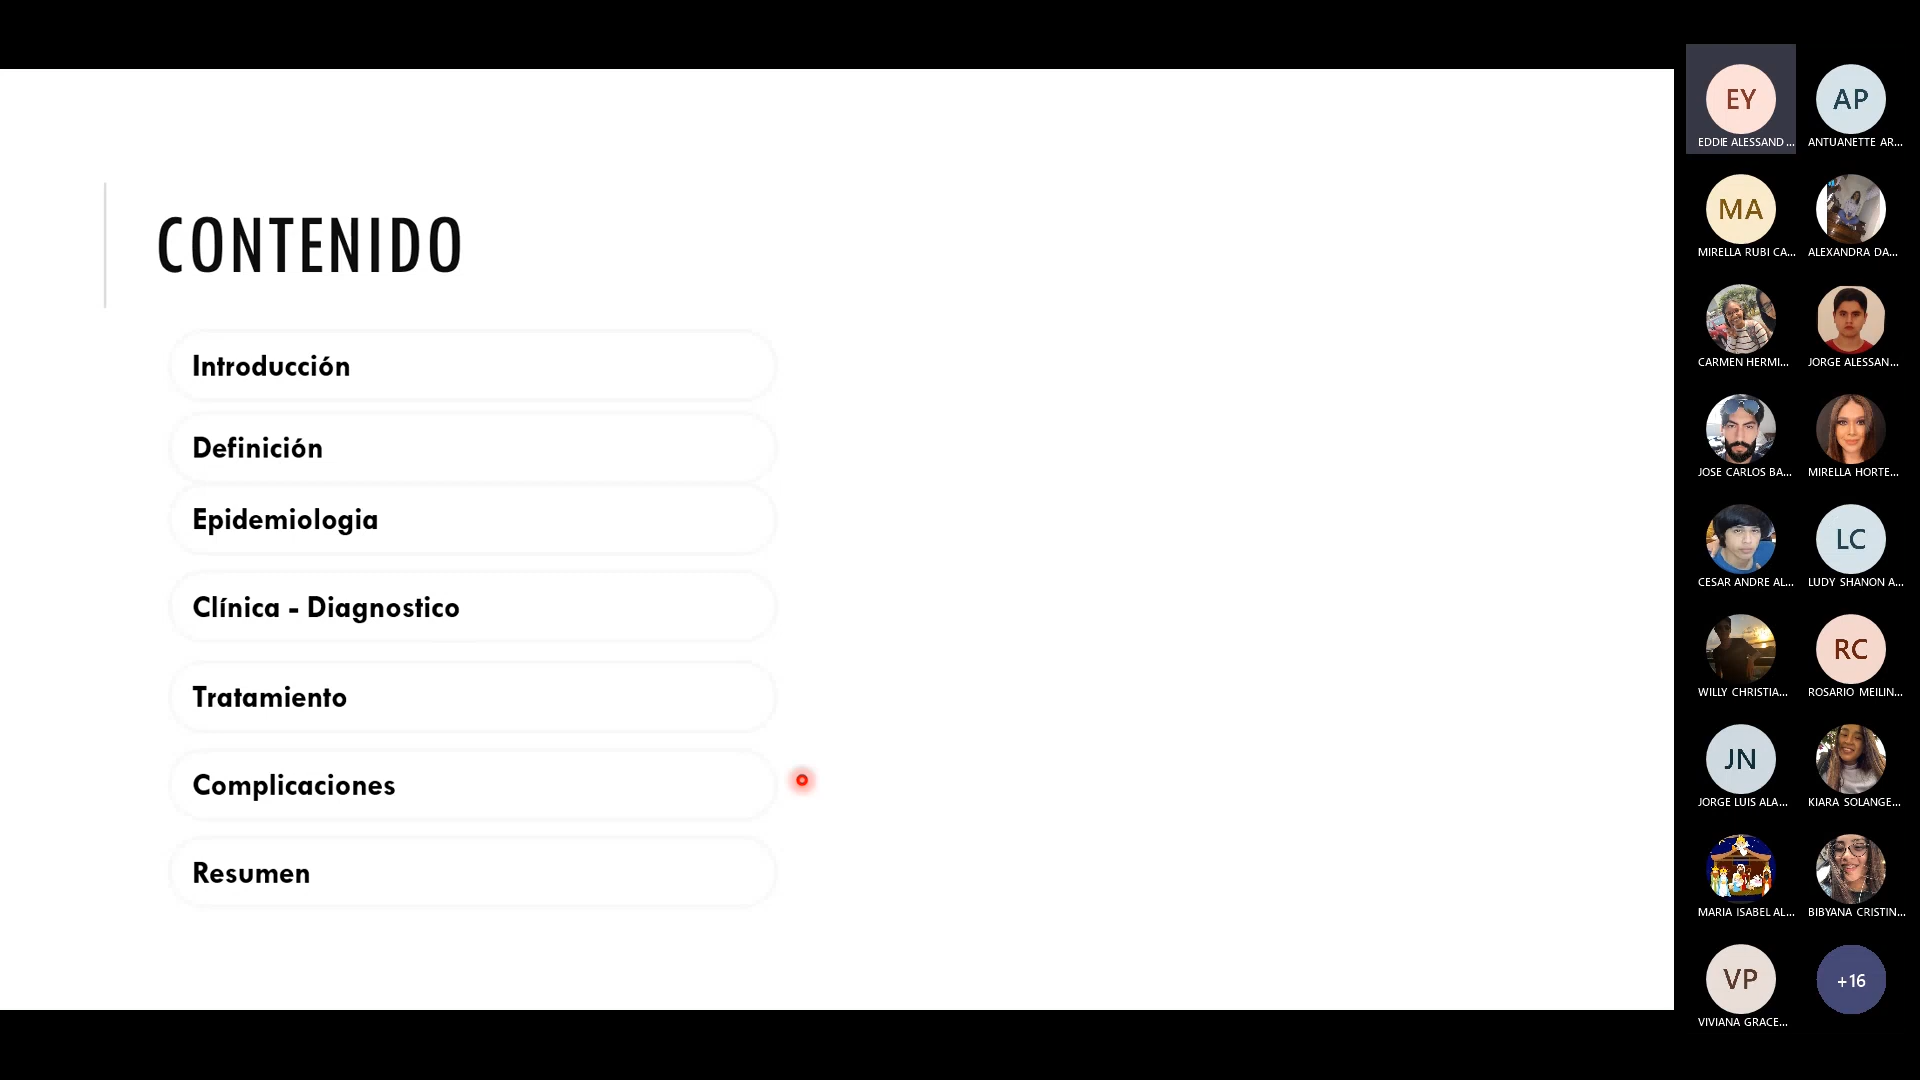 CONTENIDO
Introducción
Definición
Epidemiologia
Clínica - Diagnostico
Tratamiento
Complicaciones
Resumen
EY
EDDIE ALESSAND...
AP
ANTUANETTE AR...
MA
MIRELLA RUBI CA...
ALEXANDRA DA...
CARMEN HERMI...
JORGE ALESSAN...
JOSE CARLOS BA...
MIRELLA HORTE...
CESAR ANDRE AL...
LC
LUDY SHANON A...
WILLY CHRISTIA...
RC
ROSARIO MEILIN...
JN
JORGE LUIS ALA...
KIARA SOLANGE...
MARIA ISABEL AL...
BIBYANA CRISTIN...
VP
VIVIANA GRACE...
+16